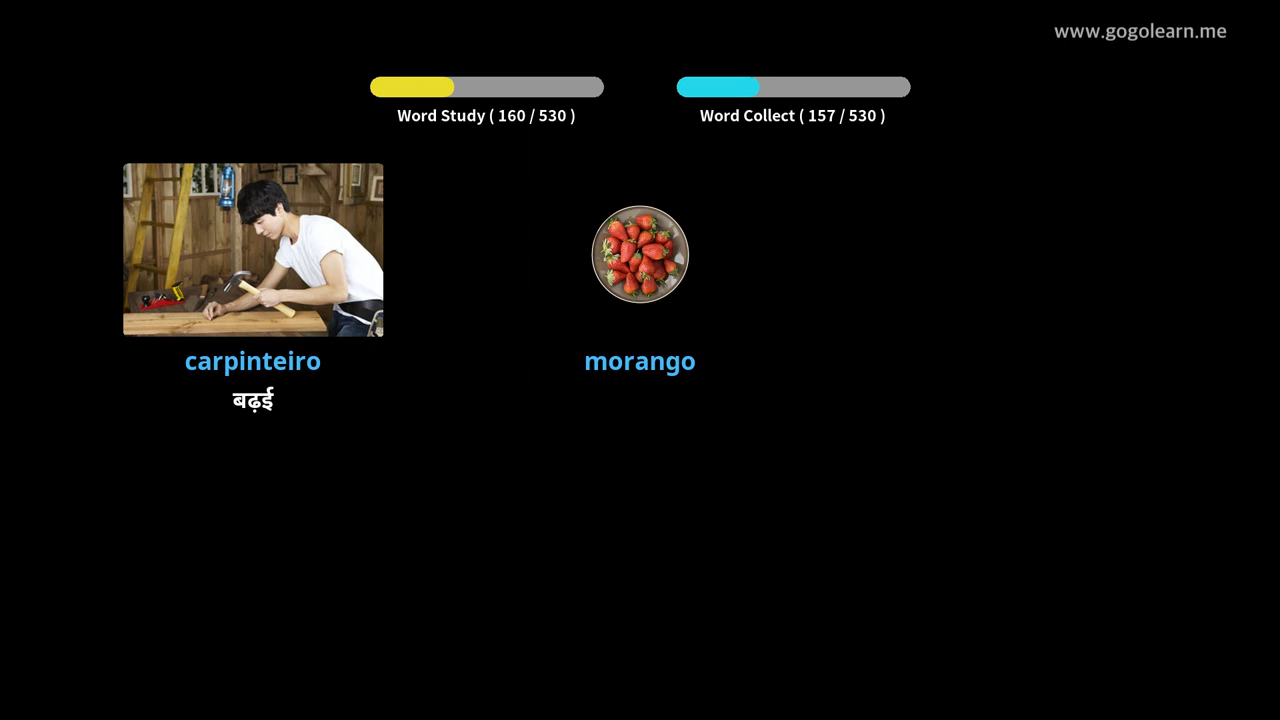 www.gogolearn.me
Word Study ( 160 / 530 )
Word Collect ( 157 / 530 )
carpinteiro
morango
बढ़ई